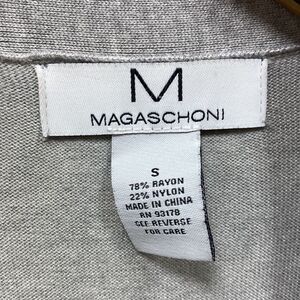 M
MAGASCHONI
S
78% RAYON
22% NYLON
MADE IN CHINA
RN 93178
SEE REVERSE
FOR CARE